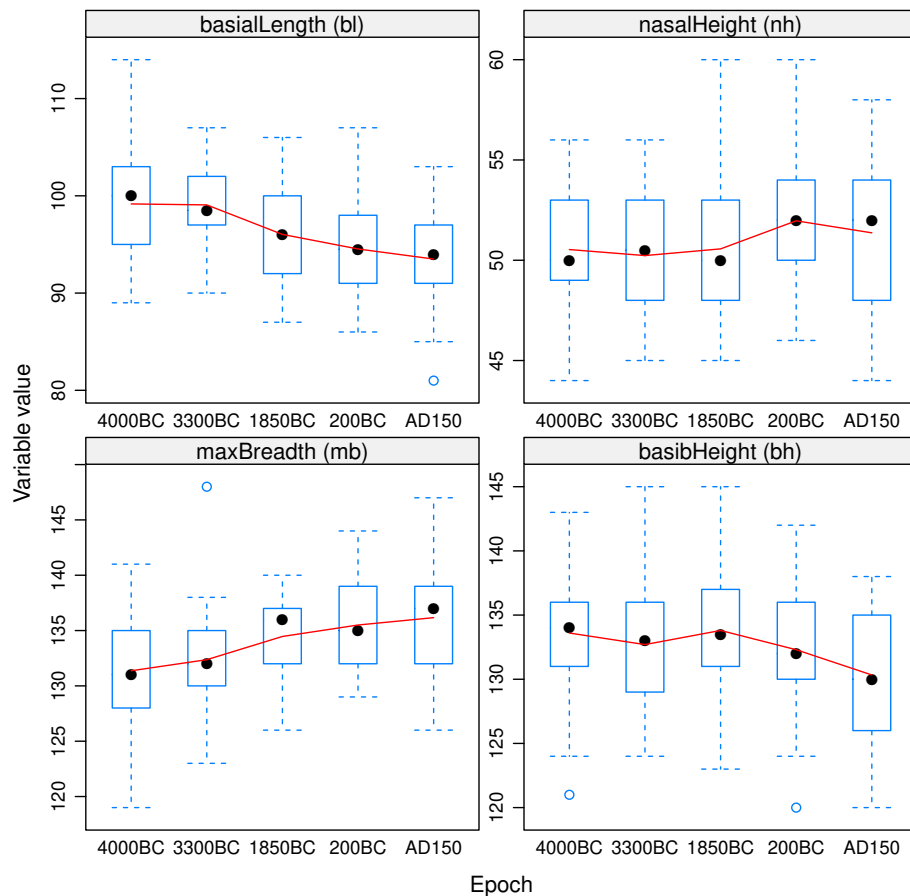 basialLength (bl)
nasalHeight (nh)
110
100
90
80
60
55
50
45
4000BC 3300BC 1850BC 200BC AD150
4000BC 3300BC 1850BC 200BC AD150
maxBreadth (mb)
basibHeight (bh)
145
140
135
130
125
120
145
140
135
130
125
120
4000BC 3300BC 1850BC 200BC AD150
4000BC 3300BC 1850BC 200BC AD150
Variable value
Epoch